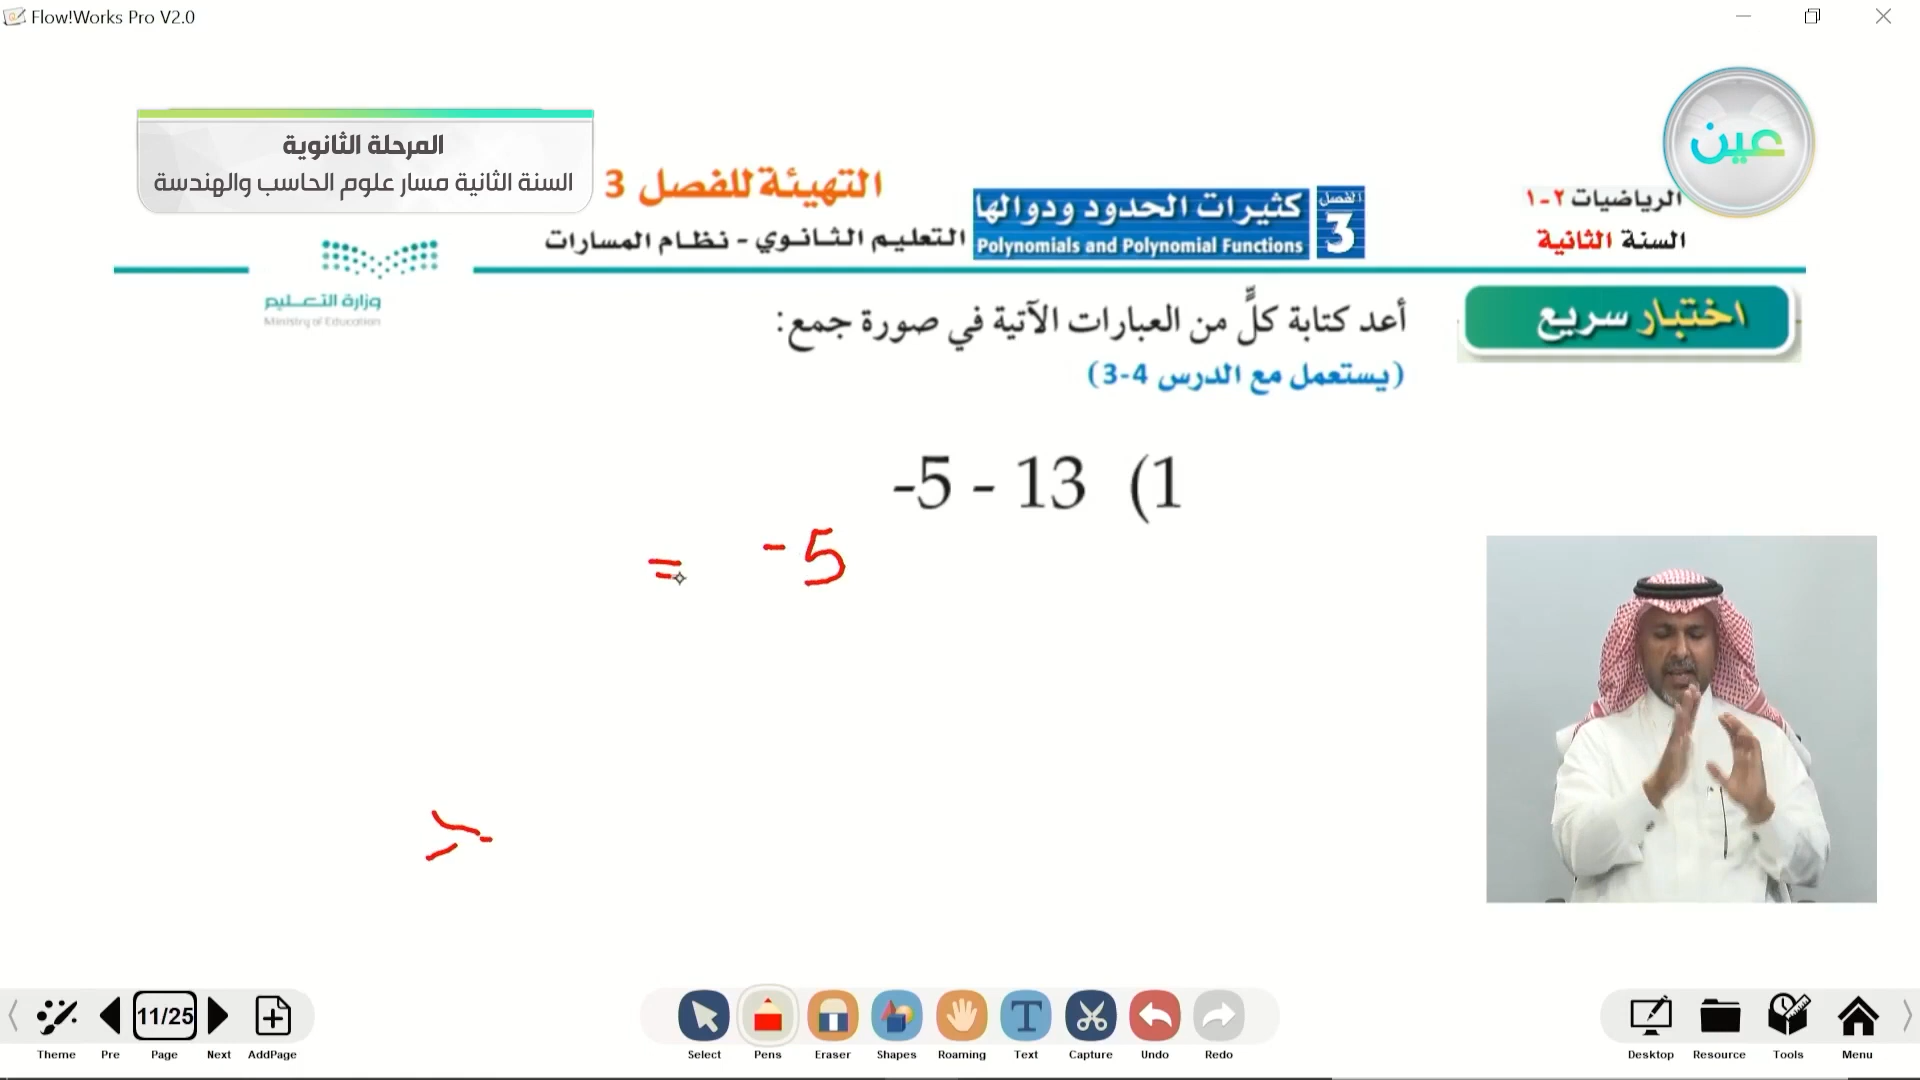 Flow!Works Pro V2.0
عين
المرحلة الثانوية
السنة الثانية مسار علوم الحاسب والهندسة
الرياضيات ٢-١
السنة الثانية
الفصل 3
كثيرات الحدود ودوالها
Polynomials and Polynomial Functions
التهيئة للفصل 3
التعليم الثانوي - نظام المسارات
وزارة التعليم
Ministry of Education
اختبار سريع
أعد كتابة كلٍّ من العبارات الآتية في صورة جمع:
(يستعمل مع الدرس 4-3)
-5 - 13 (1
= -5
11/25
Theme Pre Page Next AddPage
Select Pens Eraser Shapes Roaming Text Capture Undo Redo
Desktop Resource Tools Menu